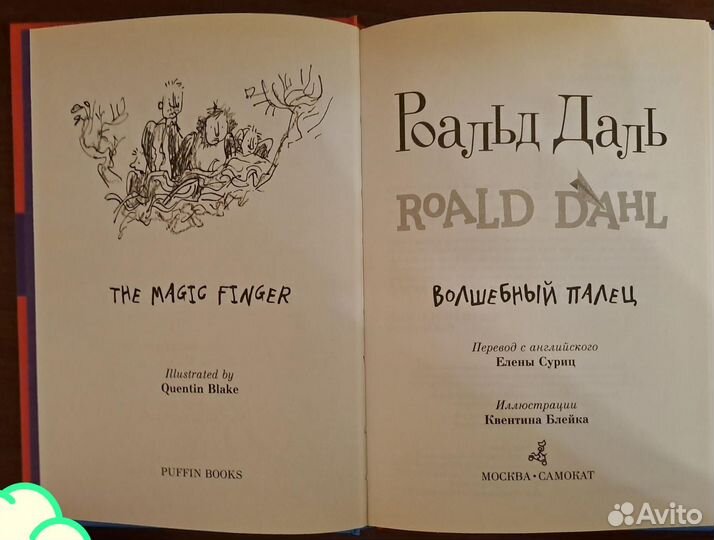 THE MAGIC FINGER
Illustrated by
Quentin Blake
PUFFIN BOOKS
Роальд Даль
ROALD DAHL
ВОЛШЕБНЫЙ ПАЛЕЦ
Перевод с английского
Елены Суриц
Иллюстрации
Квентина Блейка
МОСКВА • САМОКАТ
Avito